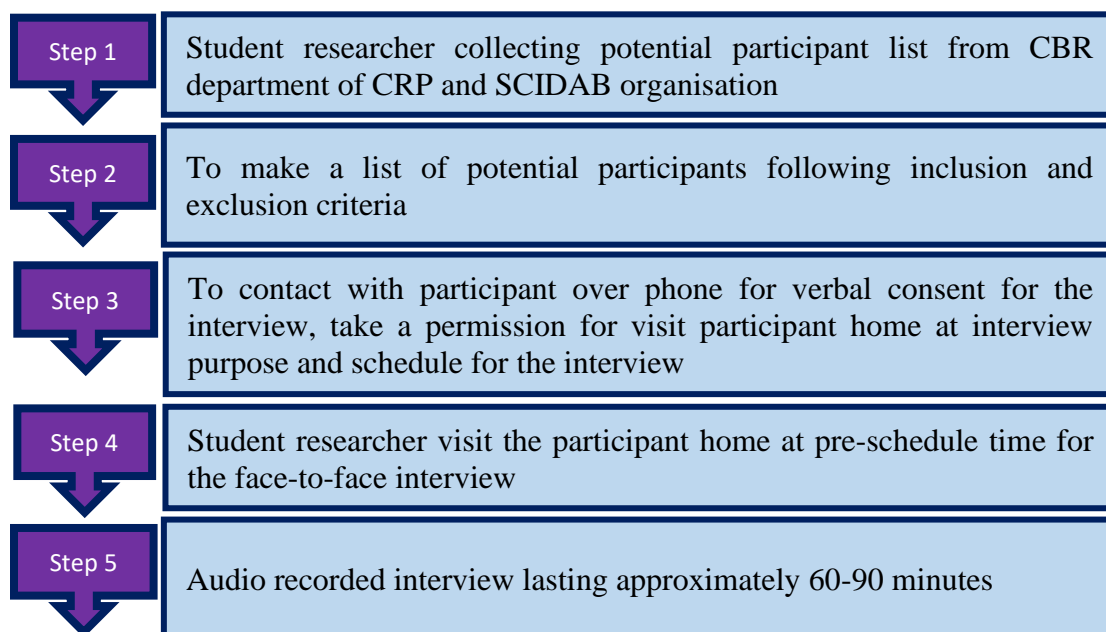 Step 1
Student researcher collecting potential participant list from CBR
department of CRP and SCIDAB organisation
Step 2
To make a list of potential participants following inclusion and
exclusion criteria
Step 3
To contact with participant over phone for verbal consent for the
interview, take a permission for visit participant home at interview
purpose and schedule for the interview
Step 4
Student researcher visit the participant home at pre-schedule time for
the face-to-face interview
Step 5
Audio recorded interview lasting approximately 60-90 minutes